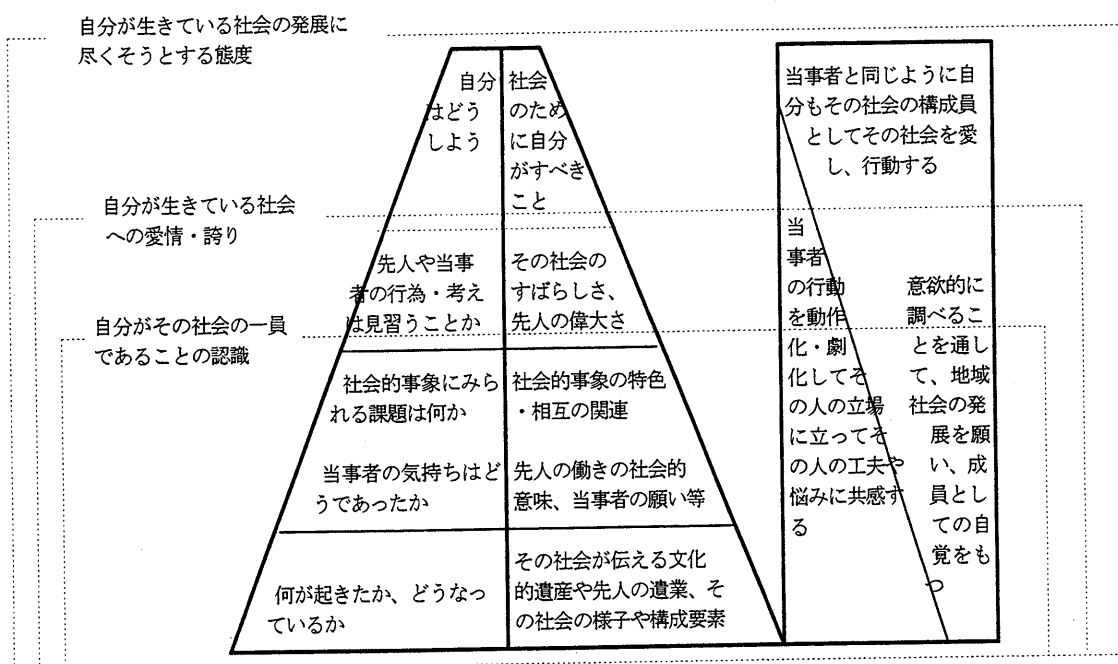 自分が生きている社会の発展に
尽くそうとする態度
自分が生きている社会
への愛情・誇り
自分がその社会の一員
であることの認識
自分
はどう
しよう
社会
のため
に自分
がすべき
こと
先人や当事
者の行為・考え
は見習うことか
その社会の
すばらしさ、
先人の偉大さ
社会的事象にみら
れる課題は何か
社会的事象の特色
・相互の関連
当事者の気持ちはど
うであったか
先人の働きの社会的
意味、当事者の願い等
何が起きたか、どうなっ
ているか
その社会が伝える文化
的遺産や先人の遺業、そ
の社会の様子や構成要素
当事者と同じように自
分もその社会の構成員
としてその社会を愛
し、行動する
当
事者
の行動
を動作
化・劇
化してそ
の人の立場
に立ってそ
の人の工夫や
悩みに共感す
る
意欲的に
調べるこ
とを通し
て、地域
社会の発
展を願
い、成
員とし
ての自
覚をも
つ